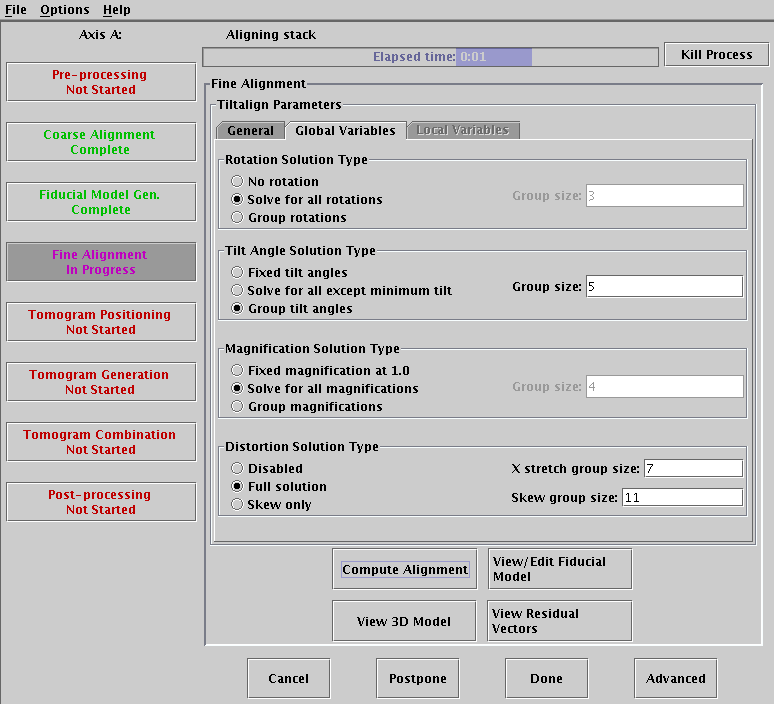 File Options Help
Axis A:
Aligning stack
Elapsed time: 0:01
Kill Process
Pre-processing
Not Started
Coarse Alignment
Complete
Fiducial Model Gen.
Complete
Fine Alignment
In Progress
Tomogram Positioning
Not Started
Tomogram Generation
Not Started
Tomogram Combination
Not Started
Post-processing
Not Started
Fine Alignment
Tiltalign Parameters
General Global Variables Local Variables
Rotation Solution Type
No rotation
Solve for all rotations
Group rotations
Group size: 3
Tilt Angle Solution Type
Fixed tilt angles
Solve for all except minimum tilt
Group tilt angles
Group size: 5
Magnification Solution Type
Fixed magnification at 1.0
Solve for all magnifications
Group magnifications
Group size: 4
Distortion Solution Type
Disabled
Full solution
Skew only
X stretch group size: 7
Skew group size: 11
Compute Alignment
View/Edit Fiducial
Model
View 3D Model
View Residual
Vectors
Cancel Postpone Done Advanced